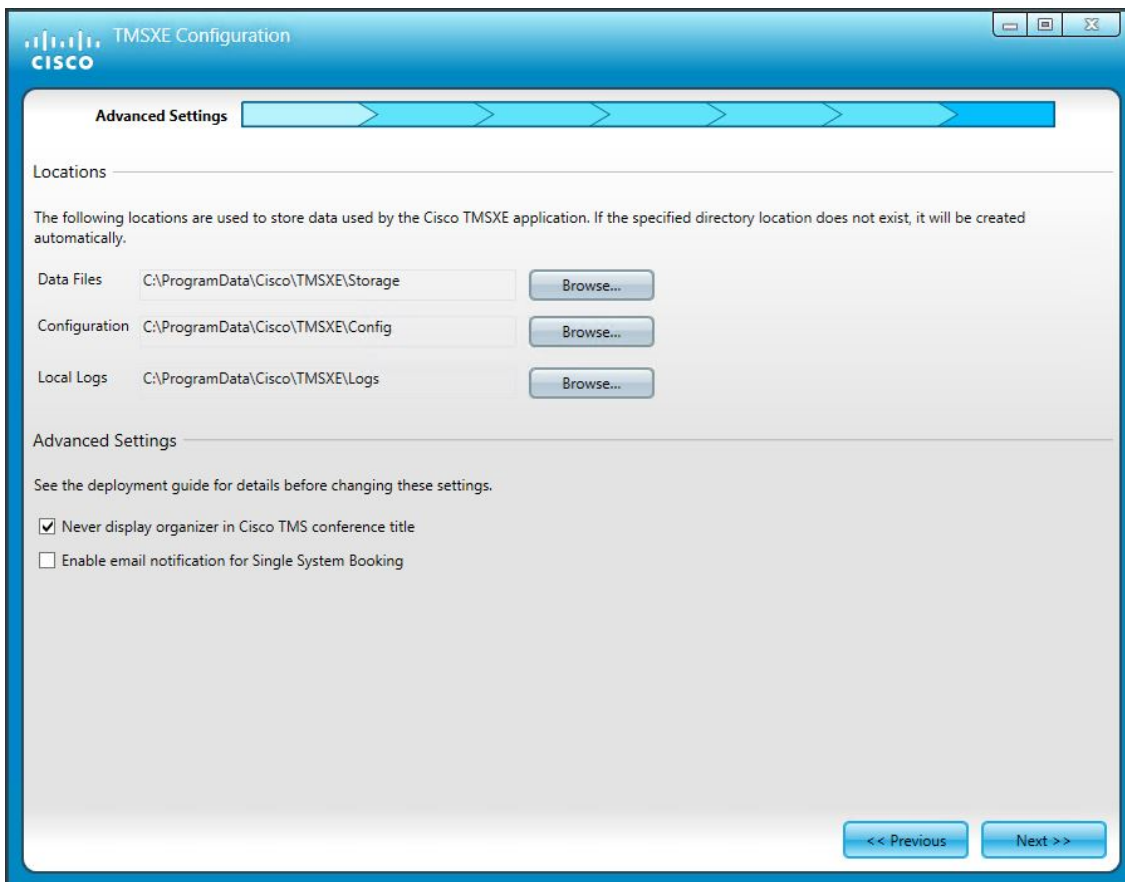 TMSXE Configuration
CISCO
Advanced Settings
Locations
The following locations are used to store data used by the Cisco TMSXE application. If the specified directory location does not exist, it will be created
automatically.
Data Files C:\ProgramData\Cisco\TMSXE\Storage Browse...
Configuration C:\ProgramData\Cisco\TMSXE\Config Browse...
Local Logs C:\ProgramData\Cisco\TMSXE\Logs Browse...
Advanced Settings
See the deployment guide for details before changing these settings.
Never display organizer in Cisco TMS conference title
Enable email notification for Single System Booking
<< Previous Next >>